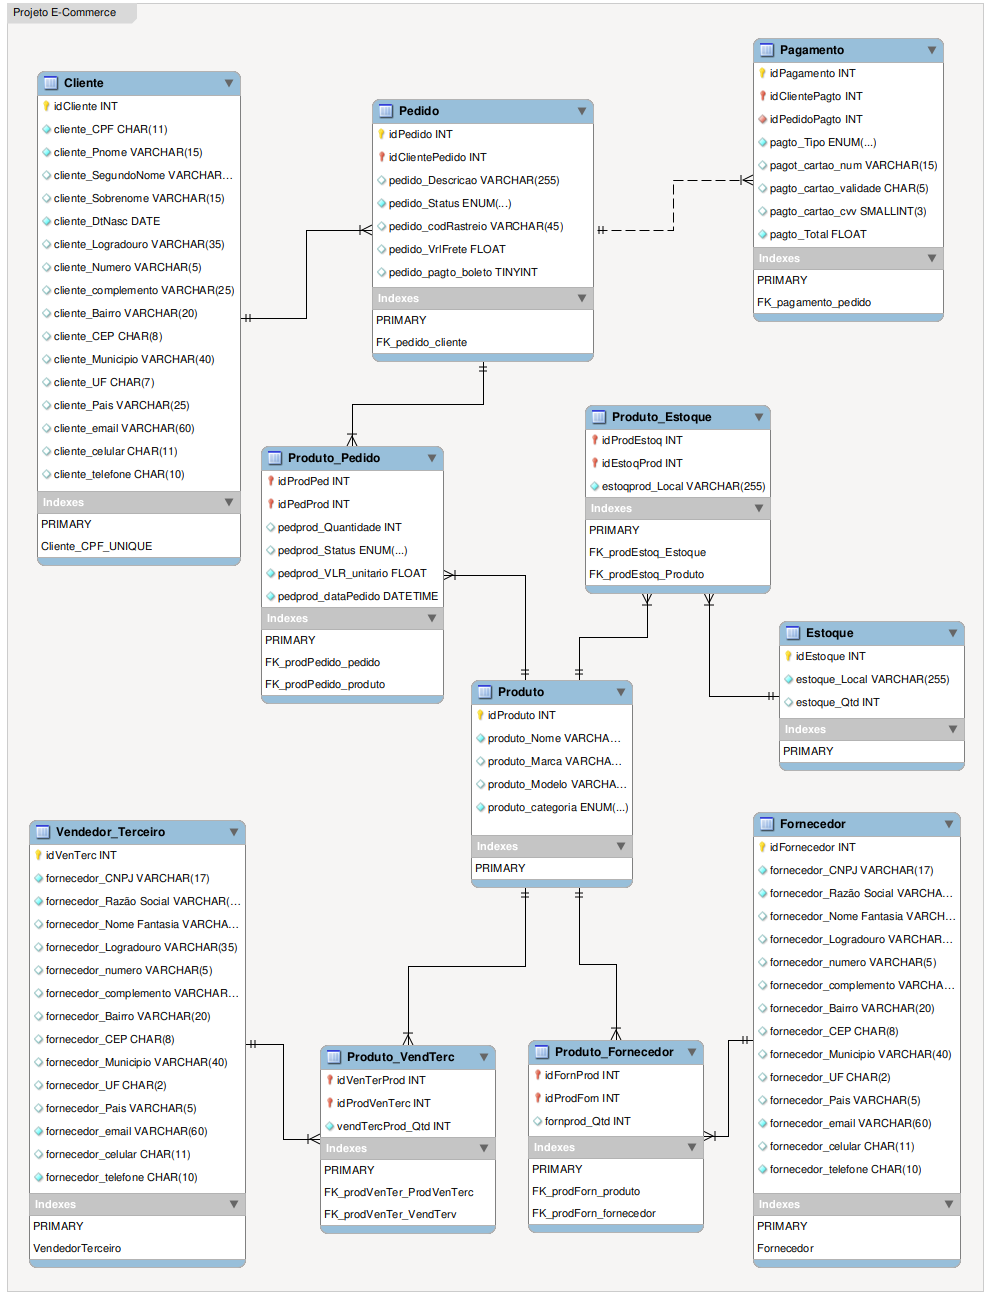 Projeto E-Commerce
Cliente
idCliente INT
cliente_CPF CHAR(11)
cliente_Pnome VARCHAR(15)
cliente_SegundoNome VARCHAR...
cliente_Sobrenome VARCHAR(15)
cliente_DtNasc DATE
cliente_Logradouro VARCHAR(35)
cliente_Numero VARCHAR(5)
cliente_complemento VARCHAR(25)
cliente_Bairro VARCHAR(20)
cliente_CEP CHAR(8)
cliente_Municipio VARCHAR(40)
cliente_UF CHAR(7)
cliente_Pais VARCHAR(25)
cliente_email VARCHAR(60)
cliente_celular CHAR(11)
cliente_telefone CHAR(10)
Indexes
PRIMARY
Cliente_CPF_UNIQUE
Pedido
idPedido INT
idClientePedido INT
pedido_Descricao VARCHAR(255)
pedido_Status ENUM(...)
pedido_codRastreio VARCHAR(45)
pedido_VrlFrete FLOAT
pedido_pagto_boleto TINYINT
Indexes
PRIMARY
FK_pedido_cliente
Pagamento
idPagamento INT
idClientePagto INT
idPedidoPagto INT
pagto_Tipo ENUM(...)
pagot_cartao_num VARCHAR(15)
pagto_cartao_validade CHAR(5)
pagto_cartao_cvv SMALLINT(3)
pagto_Total FLOAT
Indexes
PRIMARY
FK_pagamento_pedido
Produto_Pedido
idProdPed INT
idPedProd INT
pedprod_Quantidade INT
pedprod_Status ENUM(...)
pedprod_VLR_unitario FLOAT
pedprod_dataPedido DATETIME
Indexes
PRIMARY
FK_prodPedido_pedido
FK_prodPedido_produto
Produto_Estoque
idProdEstoq INT
idEstoqProd INT
estoqprod_Local VARCHAR(255)
Indexes
PRIMARY
FK_prodEstoq_Estoque
FK_prodEstoq_Produto
Estoque
idEstoque INT
estoque_Local VARCHAR(255)
estoque_Qtd INT
Indexes
PRIMARY
Produto
idProduto INT
produto_Nome VARCHA...
produto_Marca VARCHA...
produto_Modelo VARCHA...
produto_categoria ENUM(...)
Indexes
PRIMARY
Vendedor_Terceiro
idVenTerc INT
fornecedor_CNPJ VARCHAR(17)
fornecedor_Razão Social VARCHAR(...
fornecedor_Nome Fantasia VARCHA...
fornecedor_Logradouro VARCHAR(35)
fornecedor_numero VARCHAR(5)
fornecedor_complemento VARCHAR...
fornecedor_Bairro VARCHAR(20)
fornecedor_CEP CHAR(8)
fornecedor_Municipio VARCHAR(40)
fornecedor_UF CHAR(2)
fornecedor_Pais VARCHAR(5)
fornecedor_email VARCHAR(60)
fornecedor_celular CHAR(11)
fornecedor_telefone CHAR(10)
Indexes
PRIMARY
VendedorTerceiro
Produto_VendTerc
idVenTerProd INT
idProdVenTerc INT
vendTercProd_Qtd INT
Indexes
PRIMARY
FK_prodVenTer_ProdVenTerc
FK_prodVenTer_VendTerv
Produto_Fornecedor
idFornProd INT
idProdForn INT
fornprod_Qtd INT
Indexes
PRIMARY
FK_prodForn_produto
FK_prodForn_fornecedor
Fornecedor
idFornecedor INT
fornecedor_CNPJ VARCHAR(17)
fornecedor_Razão Social VARCHA...
fornecedor_Nome Fantasia VARCH...
fornecedor_Logradouro VARCHAR...
fornecedor_numero VARCHAR(5)
fornecedor_complemento VARCHA...
fornecedor_Bairro VARCHAR(20)
fornecedor_CEP CHAR(8)
fornecedor_Municipio VARCHAR(40)
fornecedor_UF CHAR(2)
fornecedor_Pais VARCHAR(5)
fornecedor_email VARCHAR(60)
fornecedor_celular CHAR(11)
fornecedor_telefone CHAR(10)
Indexes
PRIMARY
Fornecedor